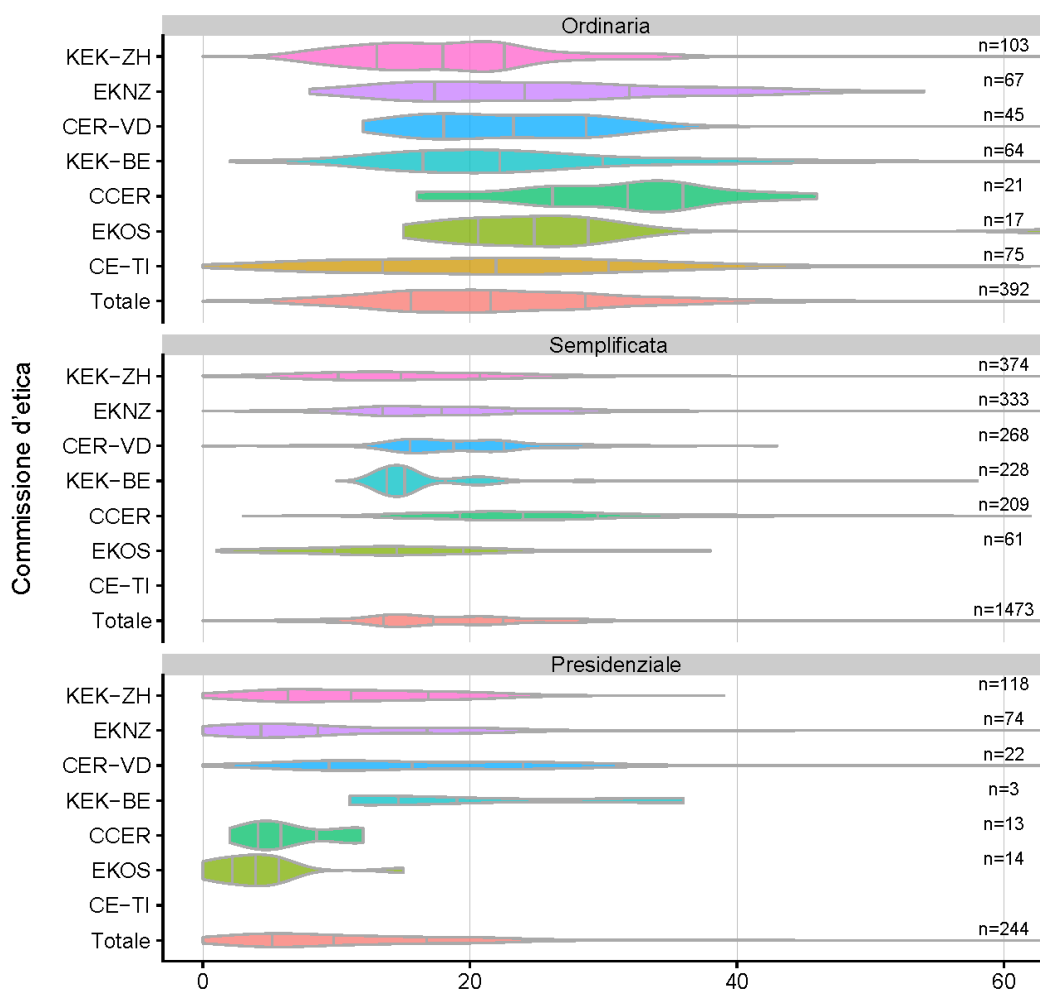 Commissione d'etica
Ordinaria
KEK−ZH n=103
EKNZ n=67
CER−VD n=45
KEK−BE n=64
CCER n=21
EKOS n=17
CE−TI n=75
Totale n=392
Semplificata
KEK−ZH n=374
EKNZ n=333
CER−VD n=268
KEK−BE n=228
CCER n=209
EKOS n=61
CE−TI
Totale n=1473
Presidenziale
KEK−ZH n=118
EKNZ n=74
CER−VD n=22
KEK−BE n=3
CCER n=13
EKOS n=14
CE−TI
Totale n=244
0 20 40 60